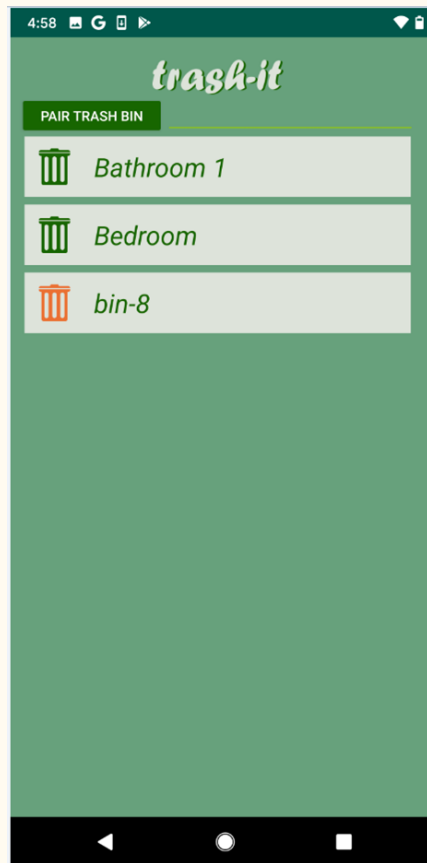 4:58
trash-it
PAIR TRASH BIN
Bathroom 1
Bedroom
bin-8